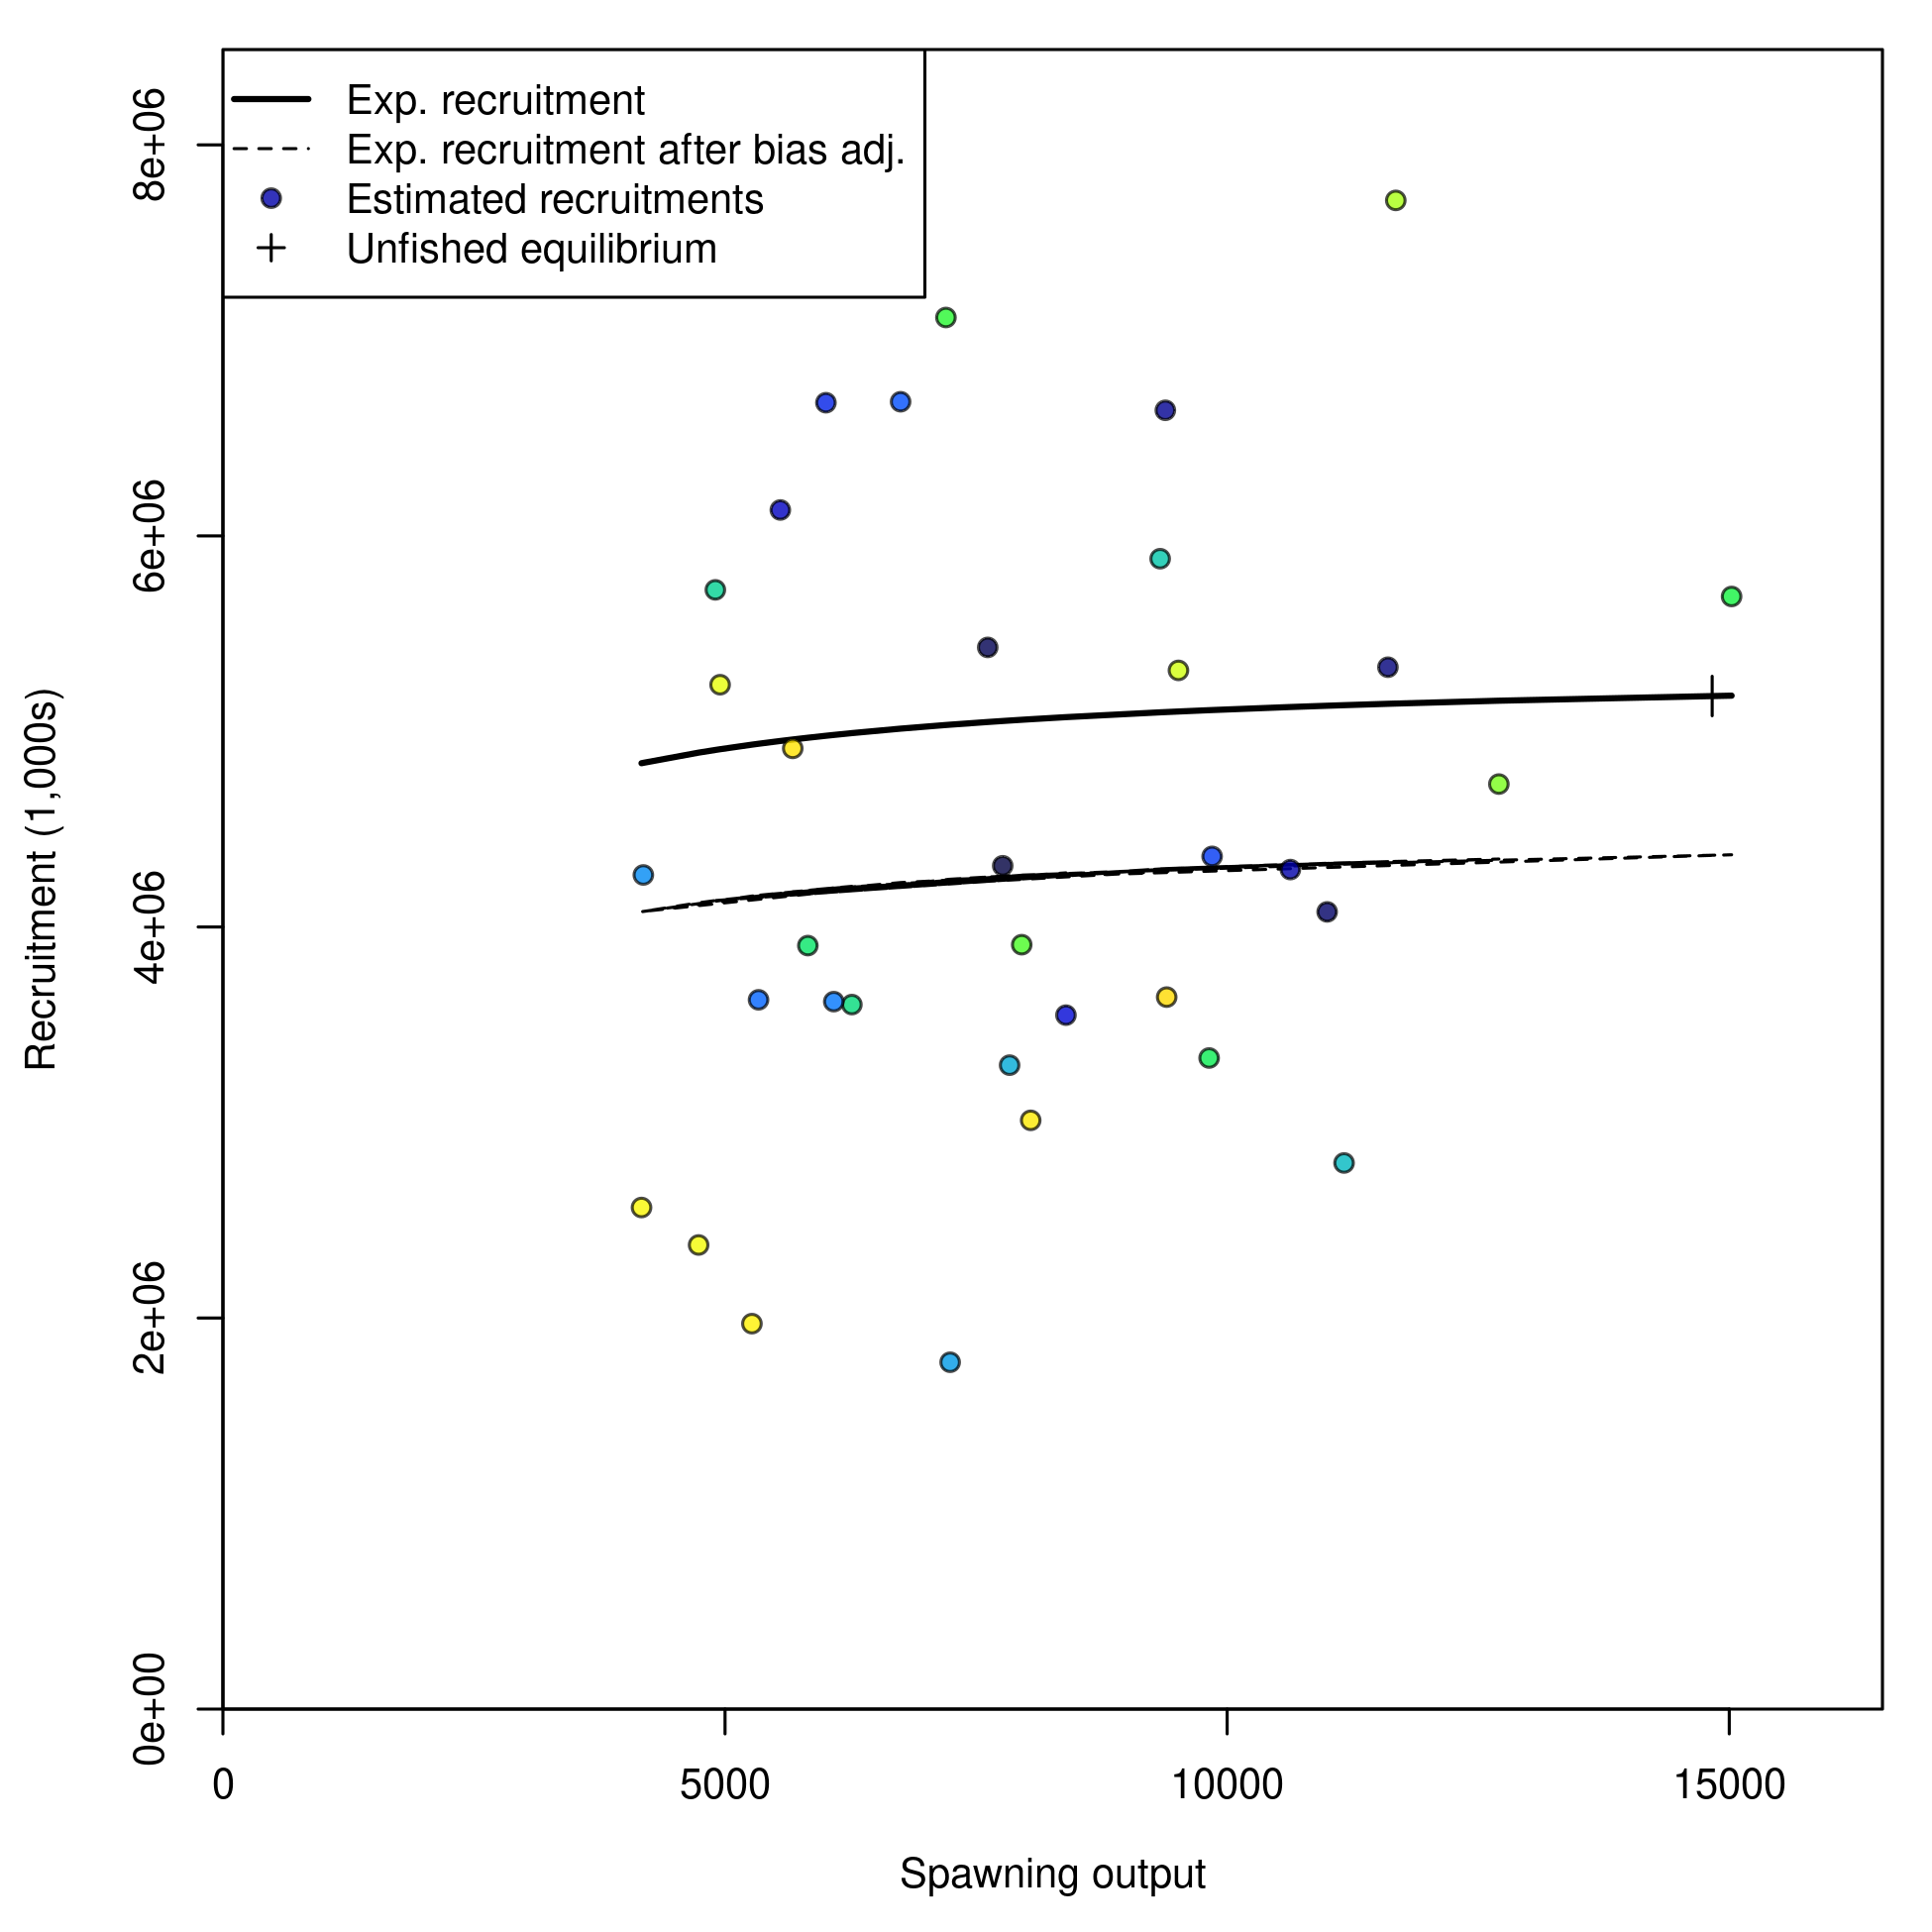 Exp. recruitment
Exp. recruitment after bias adj.
Estimated recruitments
Unfished equilibrium
Recruitment (1,000s)
8e+06
6e+06
4e+06
2e+06
0e+00
0 5000 10000 15000
Spawning output